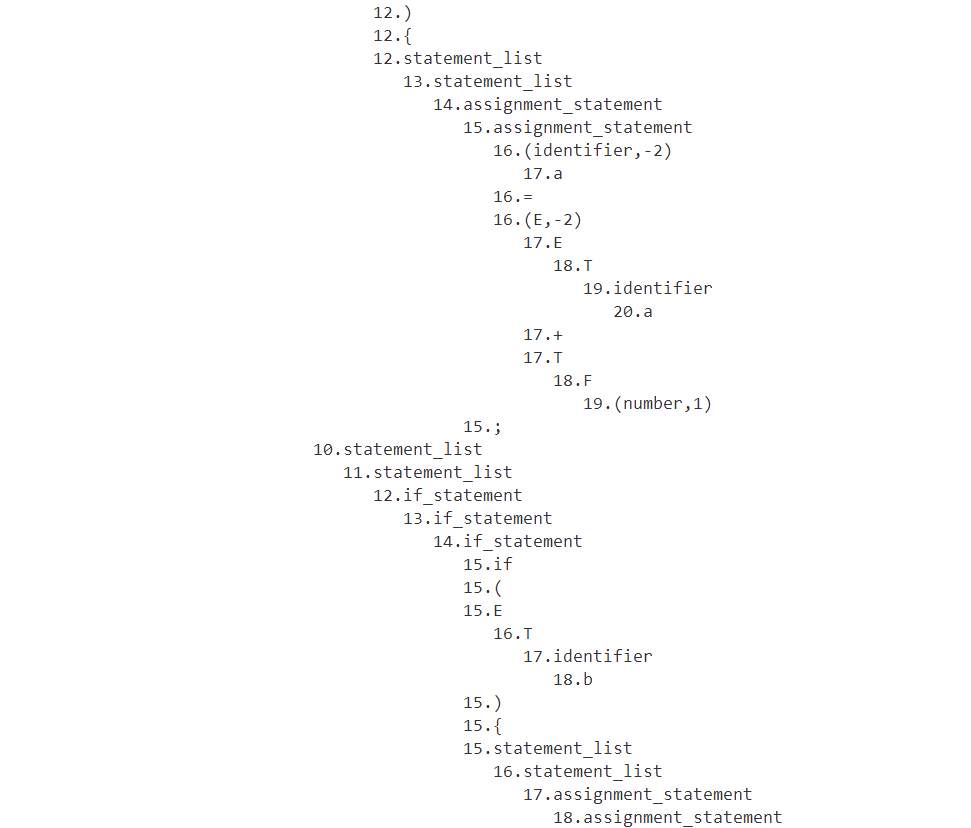 12.)
12.{
12.statement_list
13.statement_list
14.assignment_statement
15.assignment_statement
16.(identifier,-2)
17.a
16.=
16.(E,-2)
17.E
18.T
19.identifier
20.a
17.+
17.T
18.F
19.(number,1)
15.;
10.statement_list
11.statement_list
12.if_statement
13.if_statement
14.if_statement
15.if
15.(
15.E
16.T
17.identifier
18.b
15.)
15.{
15.statement_list
16.statement_list
17.assignment_statement
18.assignment_statement